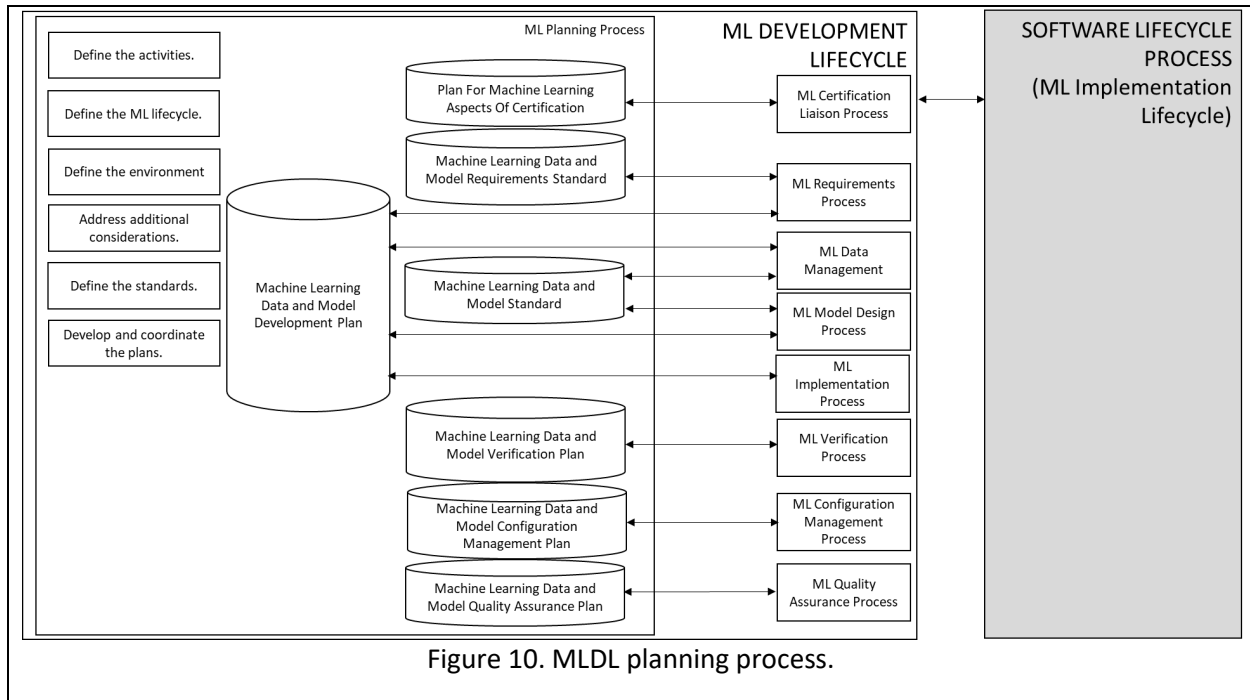 ML Planning Process
ML DEVELOPMENT
LIFECYCLE
SOFTWARE LIFECYCLE
PROCESS
(ML Implementation
Lifecycle)
Define the activities.
Define the ML lifecycle.
Define the environment
Address additional
considerations.
Define the standards.
Develop and coordinate
the plans.
Machine Learning
Data and Model
Development Plan
Plan For Machine Learning
Aspects Of Certification
Machine Learning Data and
Model Requirements Standard
Machine Learning Data and
Model Standard
Machine Learning Data and
Model Verification Plan
Machine Learning Data and
Model Configuration
Management Plan
Machine Learning Data and
Model Quality Assurance Plan
ML Certification
Liaison Process
ML Requirements
Process
ML Data
Management
ML Model Design
Process
ML
Implementation
Process
ML Verification
Process
ML Configuration
Management
Process
ML Quality
Assurance Process
Figure 10. MLDL planning process.